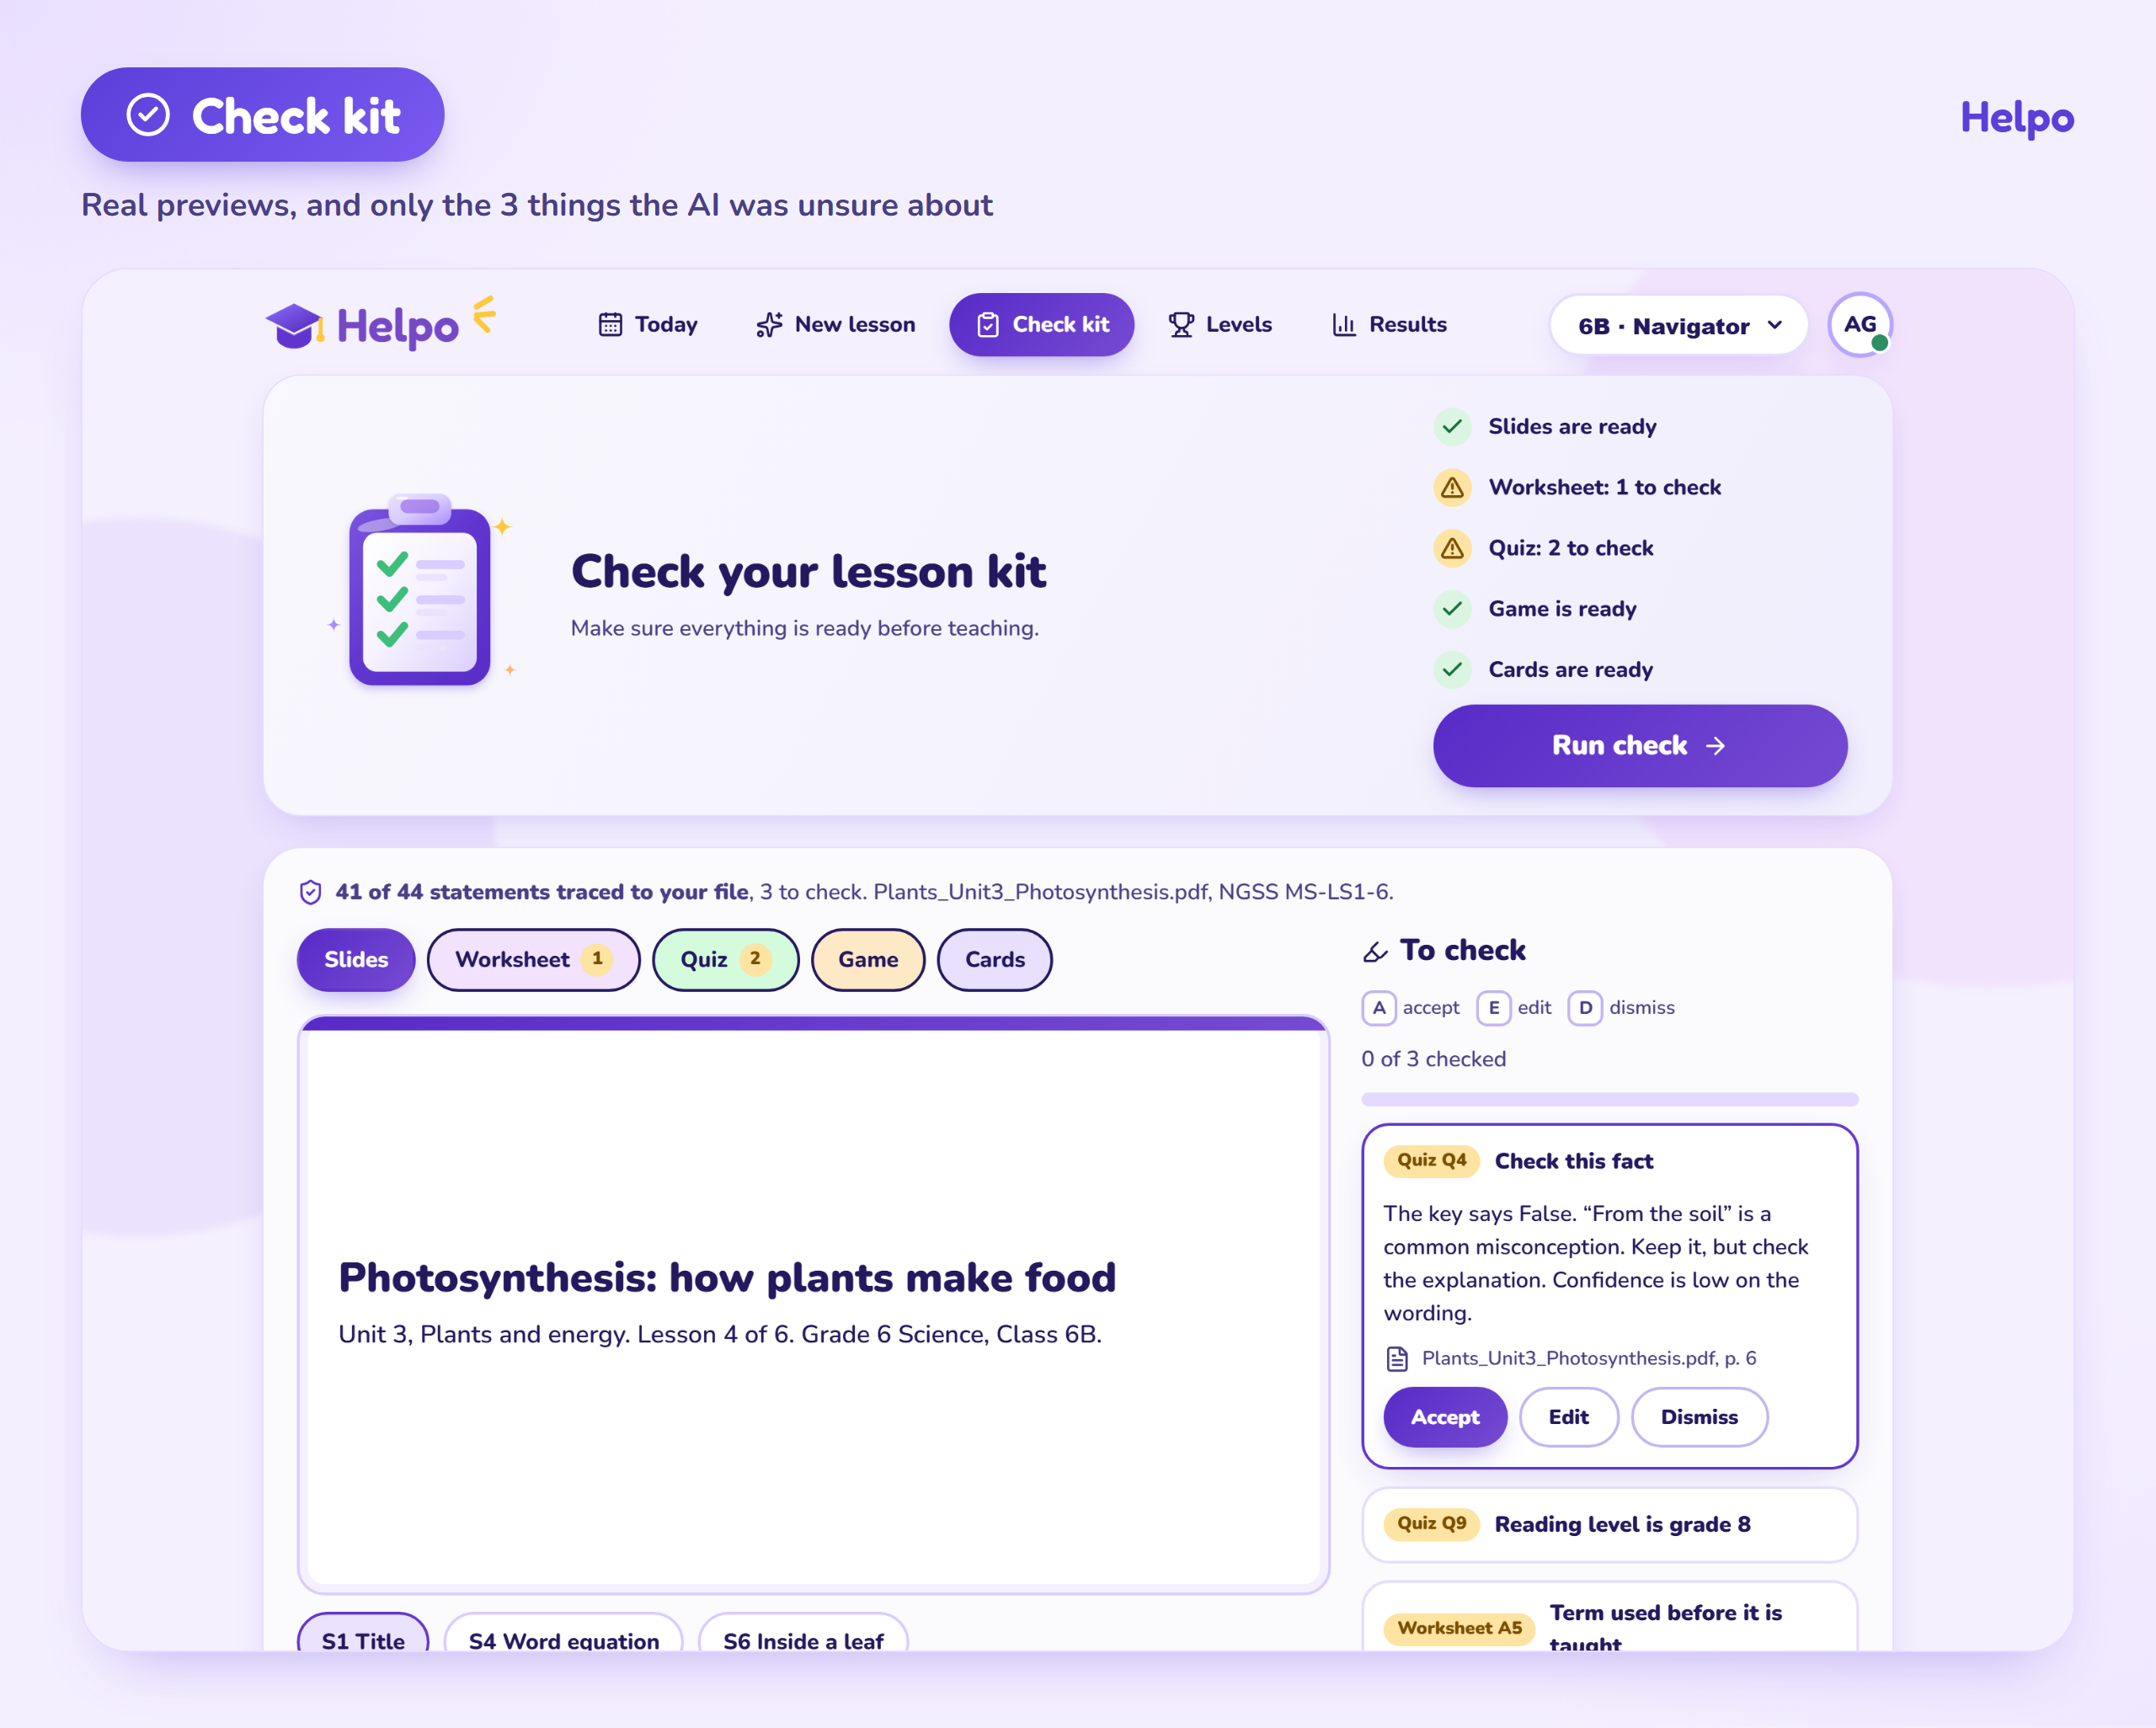 Check kit
Helpo
Real previews, and only the 3 things the AI was unsure about
Helpo
Today
New lesson
Check kit
Levels
Results
6B · Navigator
AG
Check your lesson kit
Make sure everything is ready before teaching.
Slides are ready
Worksheet: 1 to check
Quiz: 2 to check
Game is ready
Cards are ready
Run check
41 of 44 statements traced to your file, 3 to check. Plants_Unit3_Photosynthesis.pdf, NGSS MS-LS1-6.
Slides
Worksheet 1
Quiz 2
Game
Cards
Photosynthesis: how plants make food
Unit 3, Plants and energy. Lesson 4 of 6. Grade 6 Science, Class 6B.
S1 Title
S4 Word equation
S6 Inside a leaf
To check
A accept E edit D dismiss
0 of 3 checked
Quiz Q4 Check this fact
The key says False. “From the soil” is a
common misconception. Keep it, but check
the explanation. Confidence is low on the
wording.
Plants_Unit3_Photosynthesis.pdf, p. 6
Accept
Edit
Dismiss
Quiz Q9 Reading level is grade 8
Worksheet A5 Term used before it is
taught